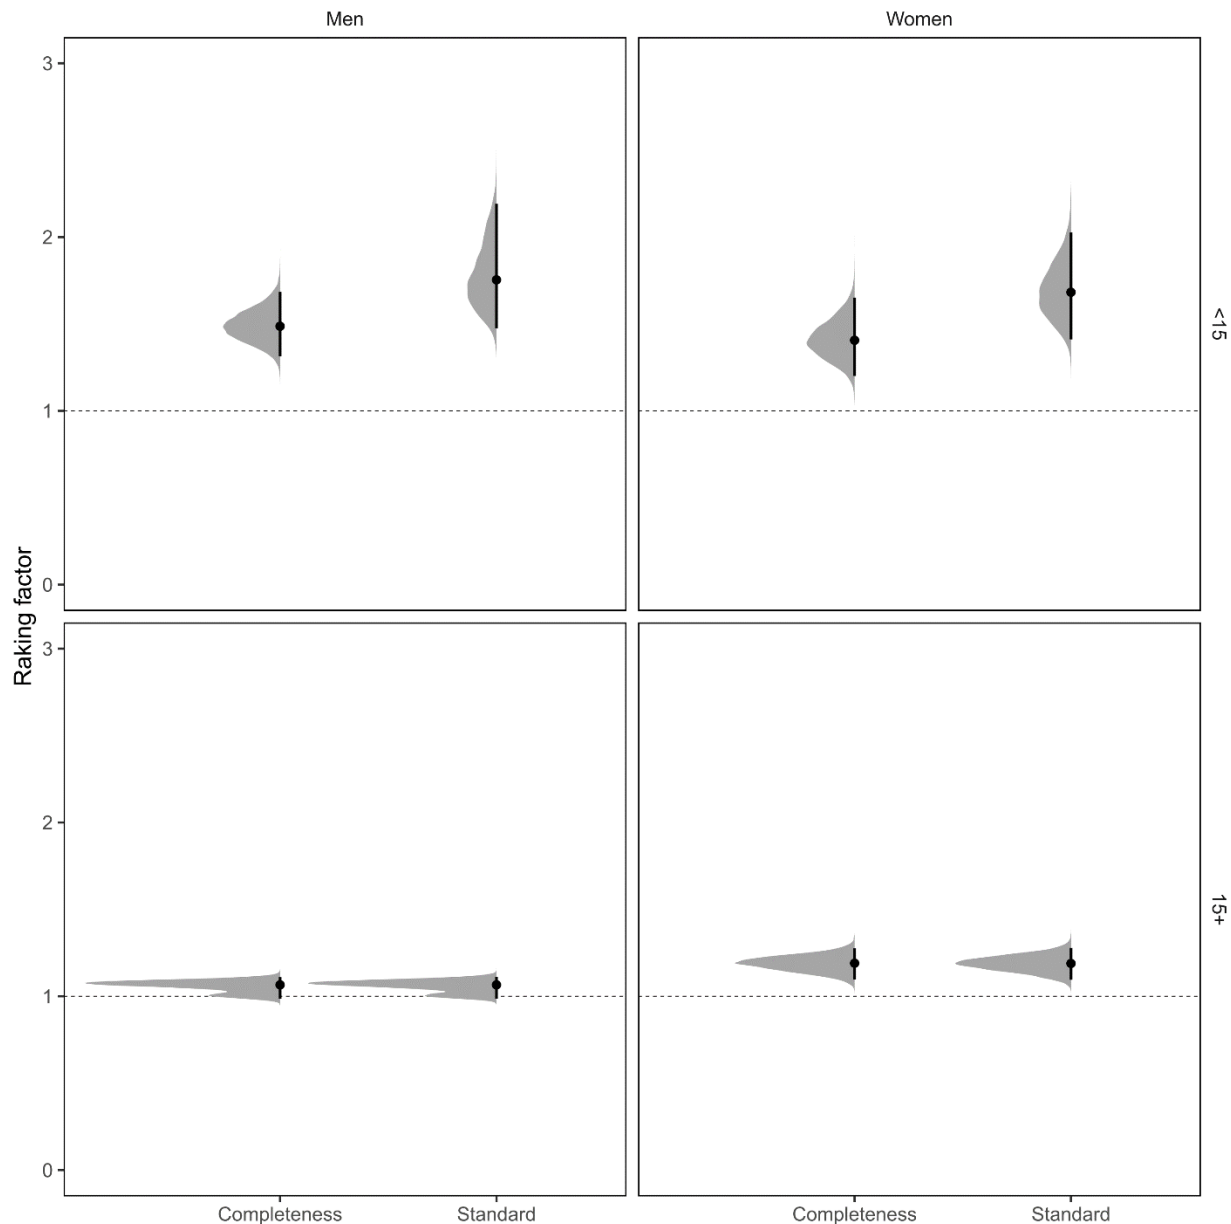 Men
Women
3
2
1
0
<15
Raking factor
3
2
1
0
15+
Completeness
Standard
Completeness
Standard